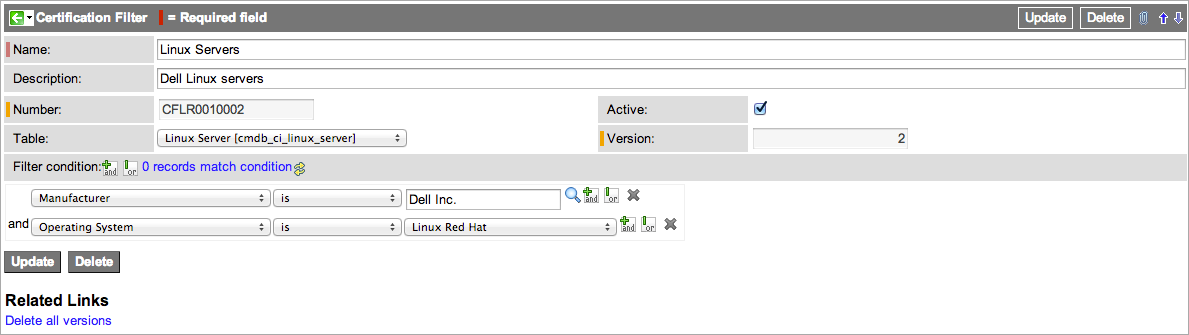 Certification Filter = Required field Update Delete
Name: Linux Servers
Description: Dell Linux servers
Number: CFLR0010002 Active:
Table: Linux Server [cmdb_ci_linux_server] Version: 2
Filter condition: and or 0 records match condition
Manufacturer is Dell Inc. and or
and Operating System is Linux Red Hat and or
Update Delete
Related Links
Delete all versions